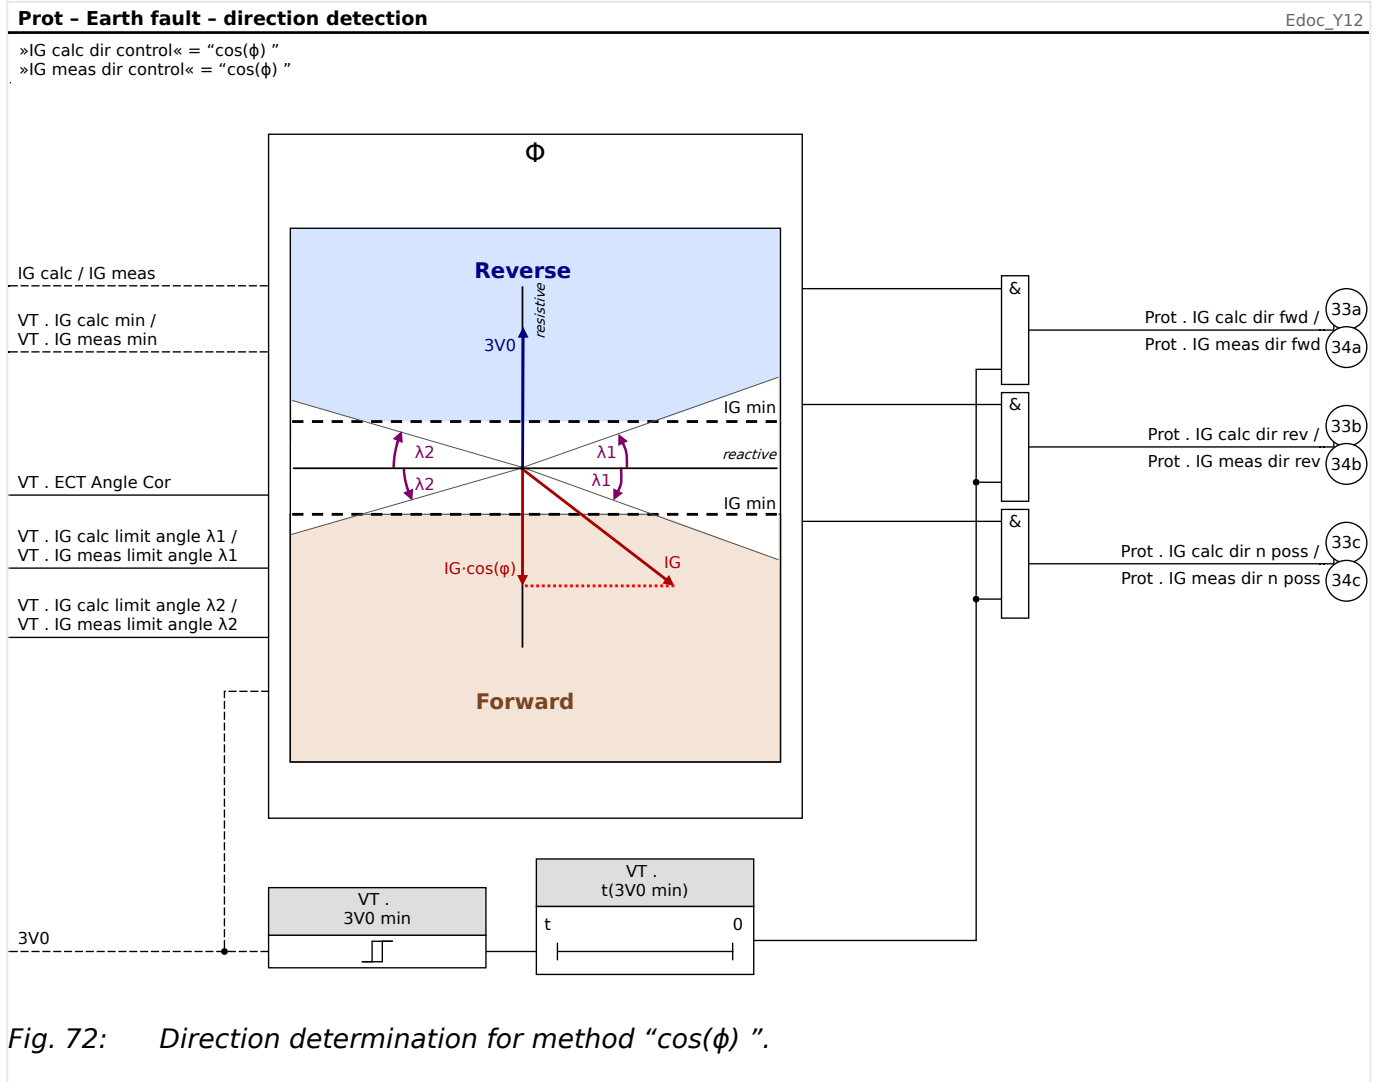 Prot – Earth fault – direction detection
Edoc_Y12
»IG calc dir control« = “cos(ϕ) ”
»IG meas dir control« = “cos(ϕ) ”
Φ
IG calc / IG meas
VT . IG calc min /
VT . IG meas min
VT . ECT Angle Cor
VT . IG calc limit angle λ1 /
VT . IG meas limit angle λ1
VT . IG calc limit angle λ2 /
VT . IG meas limit angle λ2
3V0
Reverse
resistive
3V0
IG min
λ2
λ1
reactive
λ2
λ1
IG min
IG·cos(φ)
IG
Forward
&
Prot . IG calc dir fwd /
33a
Prot . IG meas dir fwd
34a
&
Prot . IG calc dir rev /
33b
Prot . IG meas dir rev
34b
&
Prot . IG calc dir n poss /
33c
Prot . IG meas dir n poss
34c
VT .
3V0 min
VT .
t(3V0 min)
t
0
Fig. 72: Direction determination for method “cos(ϕ) ”.